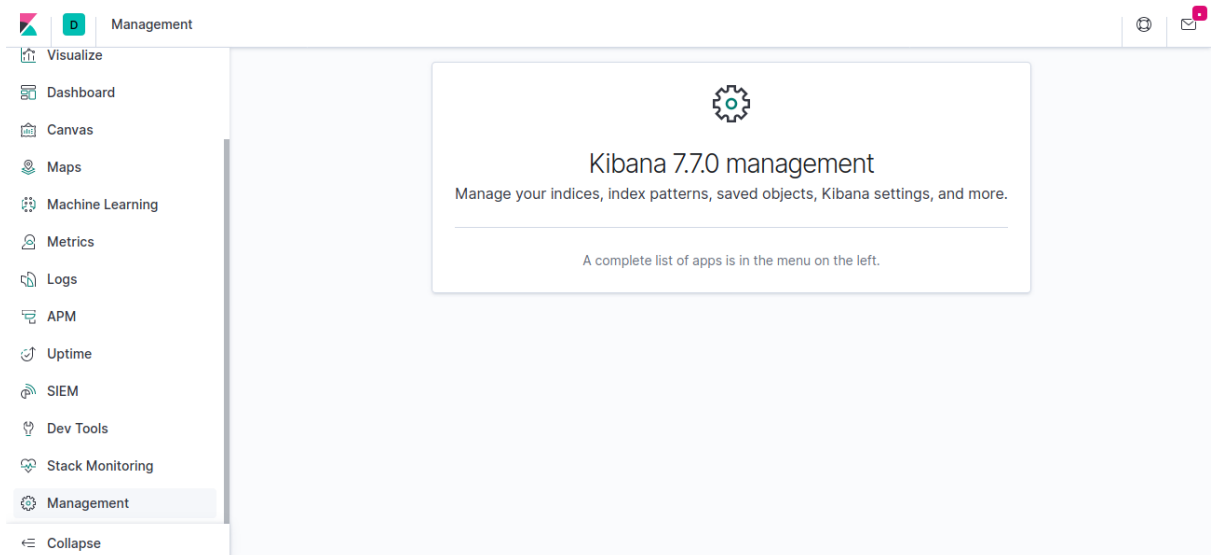 D
Management
Visualize
Dashboard
Canvas
Maps
Machine Learning
Metrics
Logs
APM
Uptime
SIEM
Dev Tools
Stack Monitoring
Management
Collapse
Kibana 7.7.0 management
Manage your indices, index patterns, saved objects, Kibana settings, and more.
A complete list of apps is in the menu on the left.